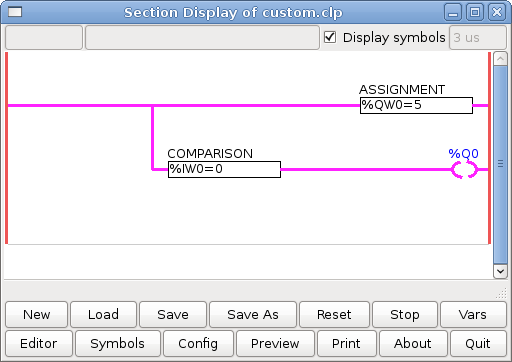 Section Display of custom.clp
Display symbols 3 us
ASSIGNMENT
%QW0=5
COMPARISON %Q0
%IW0=0
New Load Save Save As Reset Stop Vars
Editor Symbols Config Preview Print About Quit